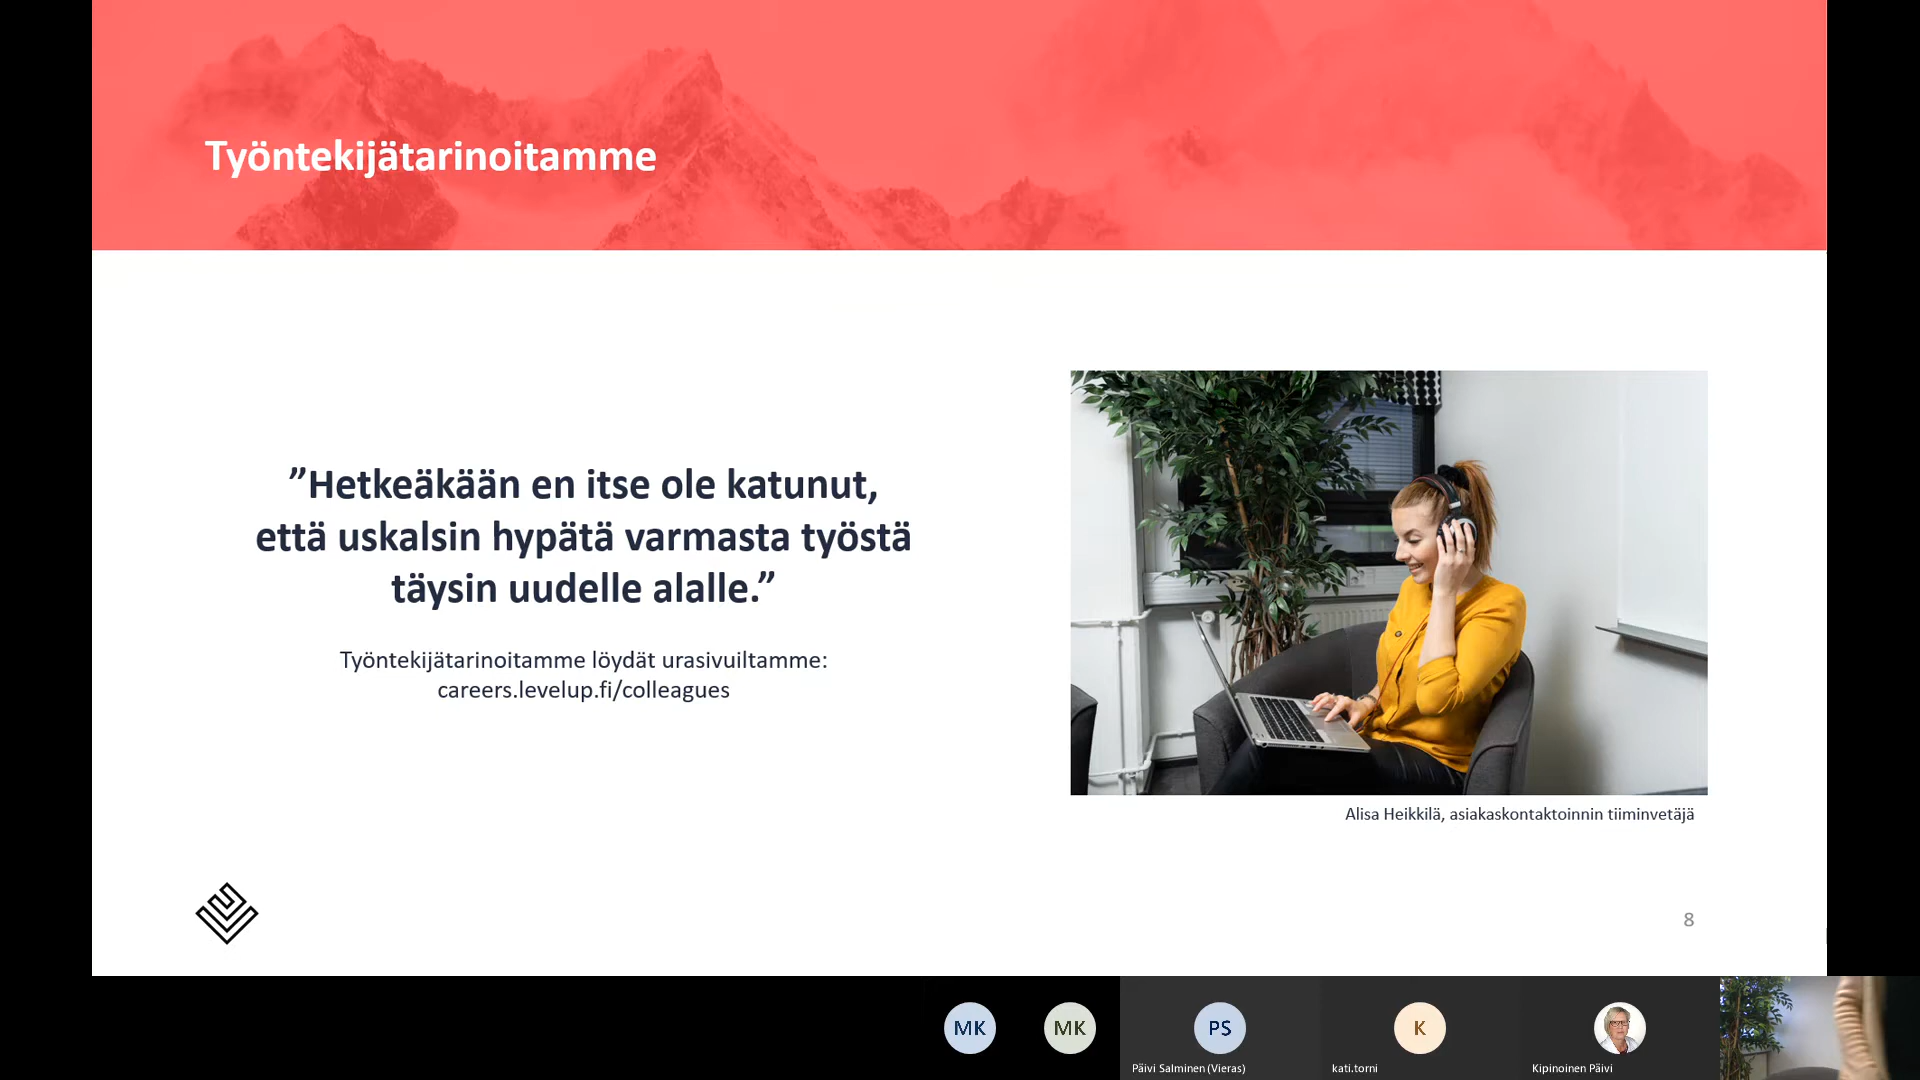 Työntekijätarinoitamme
”Hetkeäkään en itse ole katunut,
että uskalsin hypätä varmasta työstä
täysin uudelle alalle.”
Työntekijätarinoitamme löydät urasivuiltamme:
careers.levelup.fi/colleagues
Alisa Heikkilä, asiakaskontaktoinnin tiiminvetäjä
8
MK
MK
PS
K
Päivi Salminen (Vieras)
kati.torni
Kipinoinen Päivi